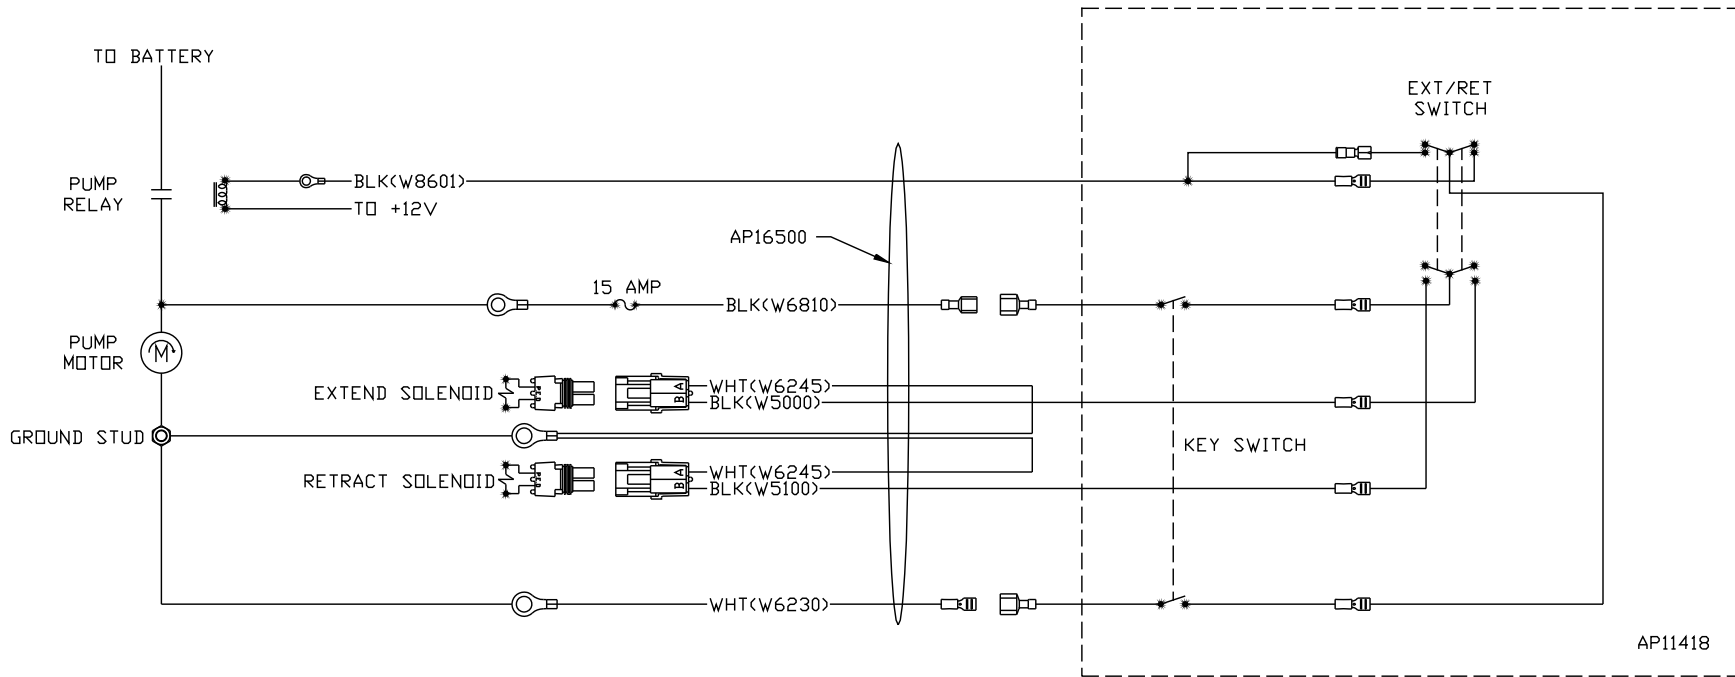 TO BATTERY
EXT/RET
SWITCH
PUMP
RELAY
BLK(W8601)
TO +12V
AP16500
15 AMP
BLK(W6810)
PUMP
MOTOR
M
EXTEND SOLENOID
A
B
WHT(W6245)
BLK(W5000)
GROUND STUD
KEY SWITCH
RETRACT SOLENOID
A
B
WHT(W6245)
BLK(W5100)
WHT(W6230)
AP11418